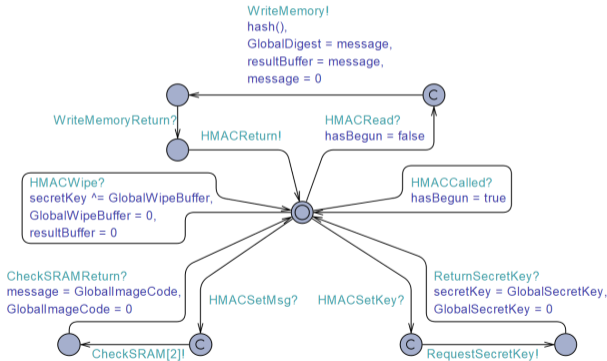 WriteMemory!
hash(),
GlobalDigest = message,
resultBuffer = message,
message = 0
C
WriteMemoryReturn?
HMACReturn!
HMACRead?
hasBegun = false
HMACWipe?
secretKey ^= GlobalWipeBuffer,
GlobalWipeBuffer = 0,
resultBuffer = 0
HMACCalled?
hasBegun = true
CheckSRAMReturn?
message = GlobalImageCode,
GlobalImageCode = 0
HMACSetMsg?
HMACSetKey?
ReturnSecretKey?
secretKey = GlobalSecretKey,
GlobalSecretKey = 0
CheckSRAM[2]!
C
C
RequestSecretKey!